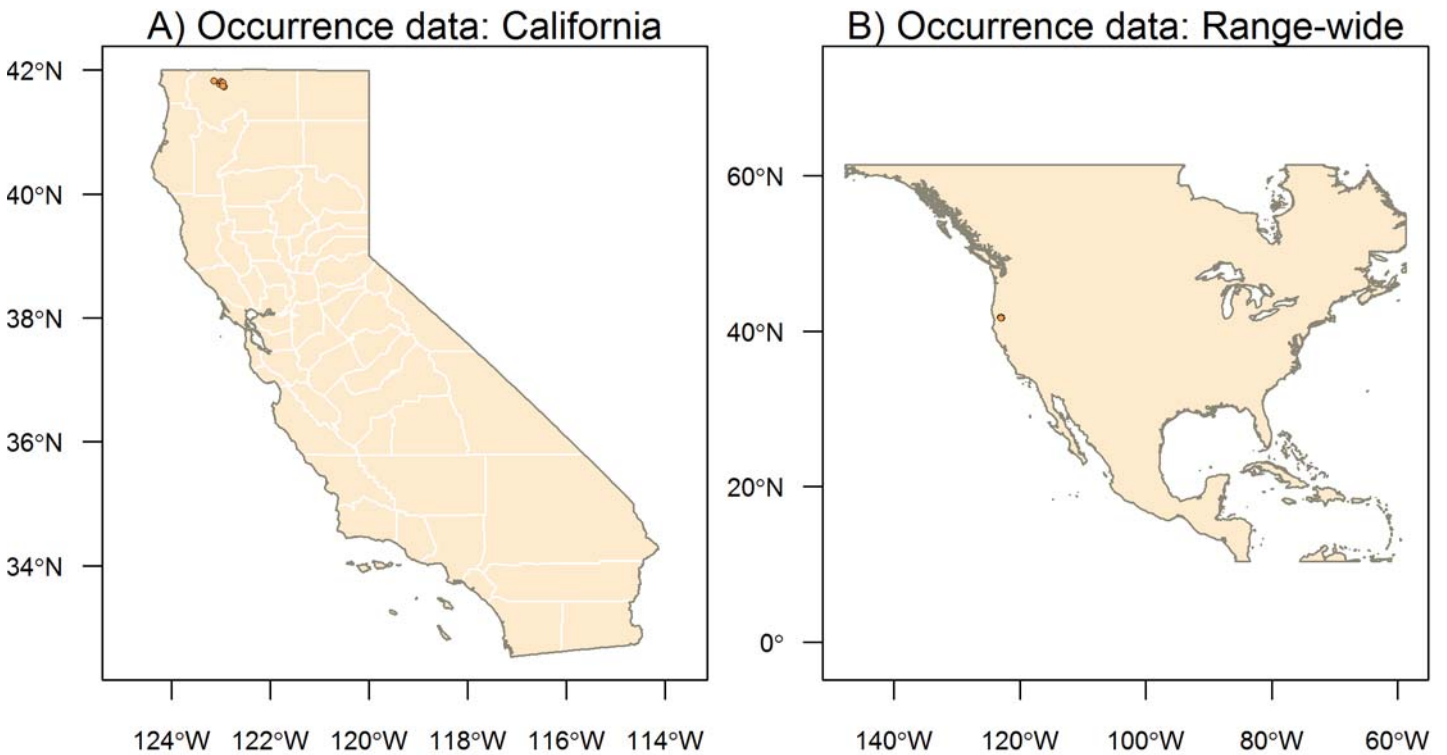 A) Occurrence data: California
42°N
40°N
38°N
36°N
34°N
124°W 122°W 120°W 118°W 116°W 114°W
B) Occurrence data: Range-wide
60°N
40°N
20°N
0°
140°W 120°W 100°W 80°W 60°W